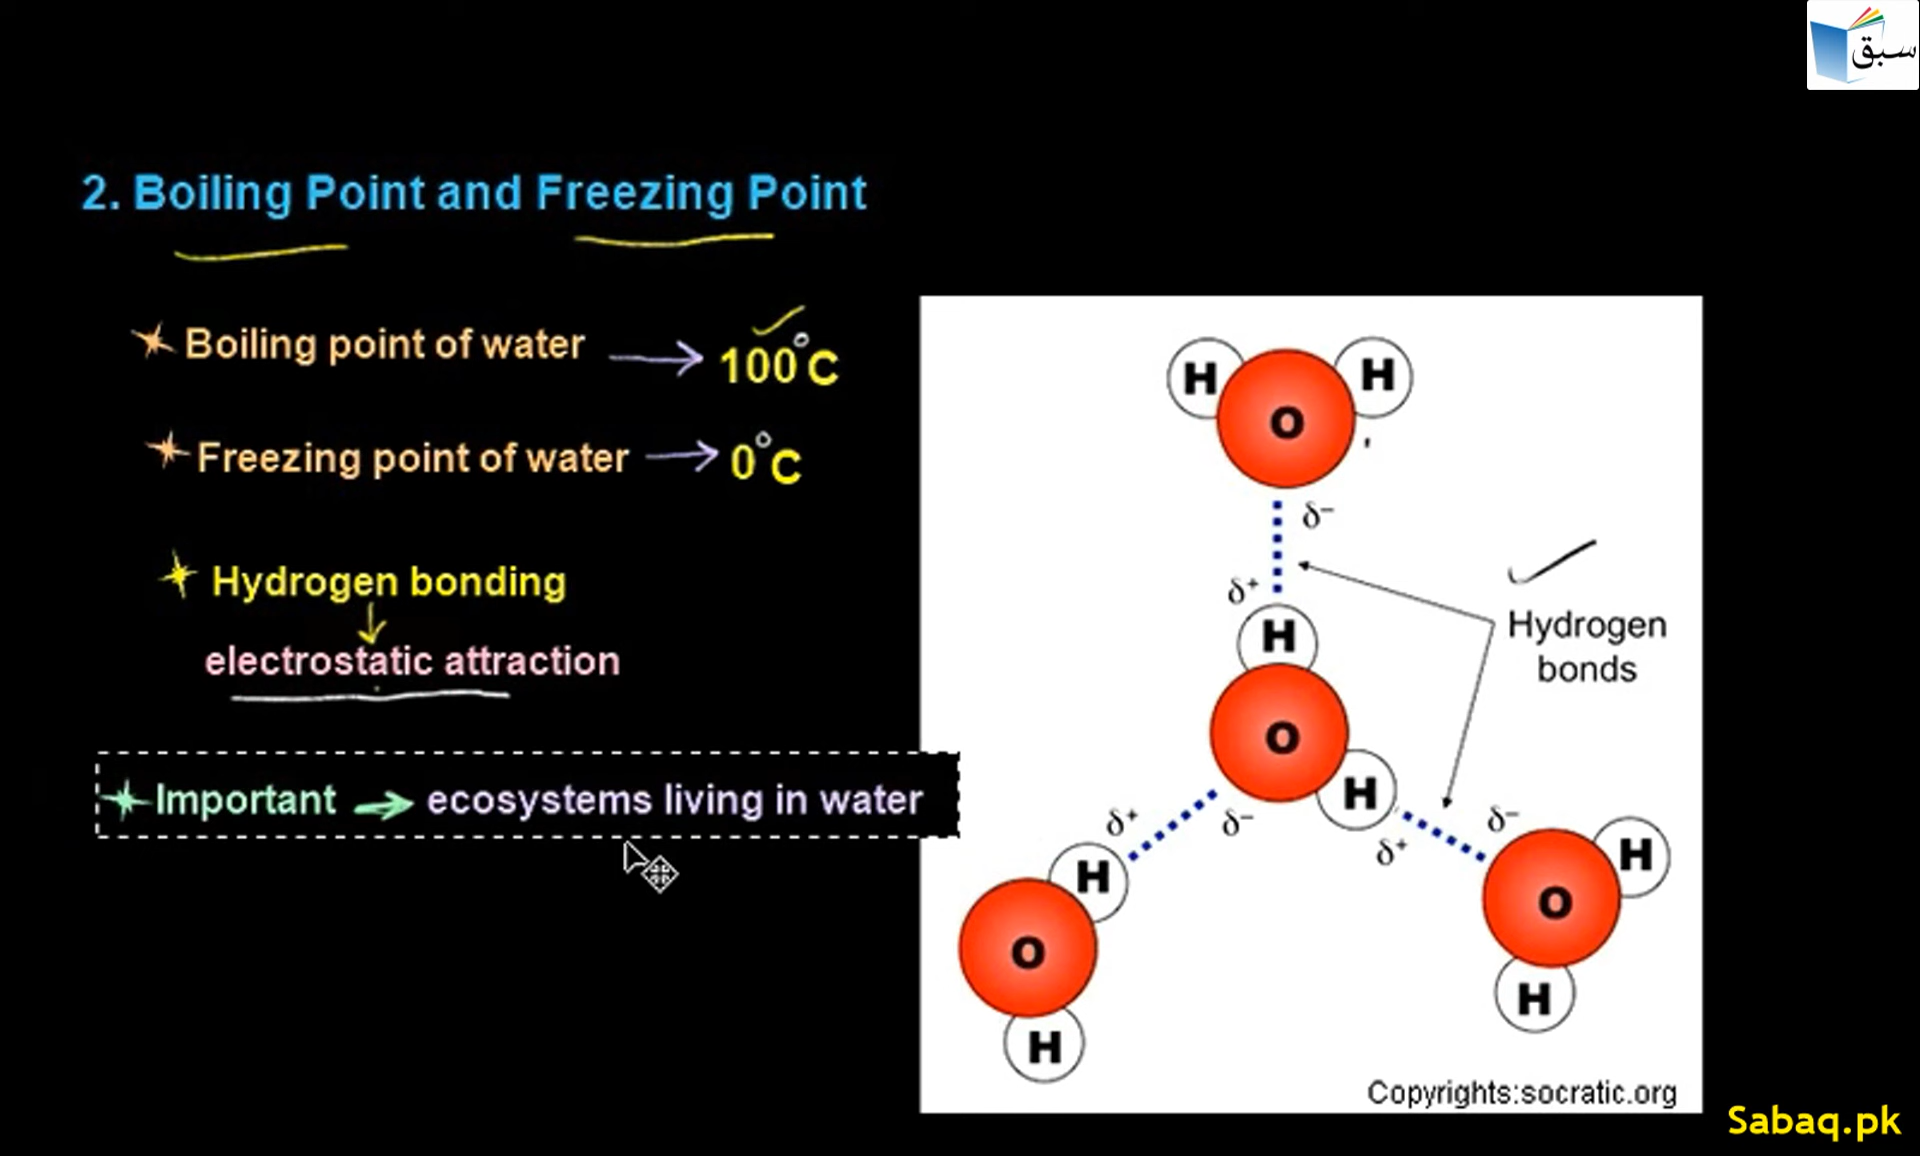 سبق
2. Boiling Point and Freezing Point
Boiling point of water → 100°C
Freezing point of water → 0°C
Hydrogen bonding
electrostatic attraction
Important → ecosystems living in water
H O H
δ-
δ+
H
Hydrogen
bonds
O
H
δ+ δ- δ+ δ-
H O H
O H
H
Copyrights:socratic.org
Sabaq.pk